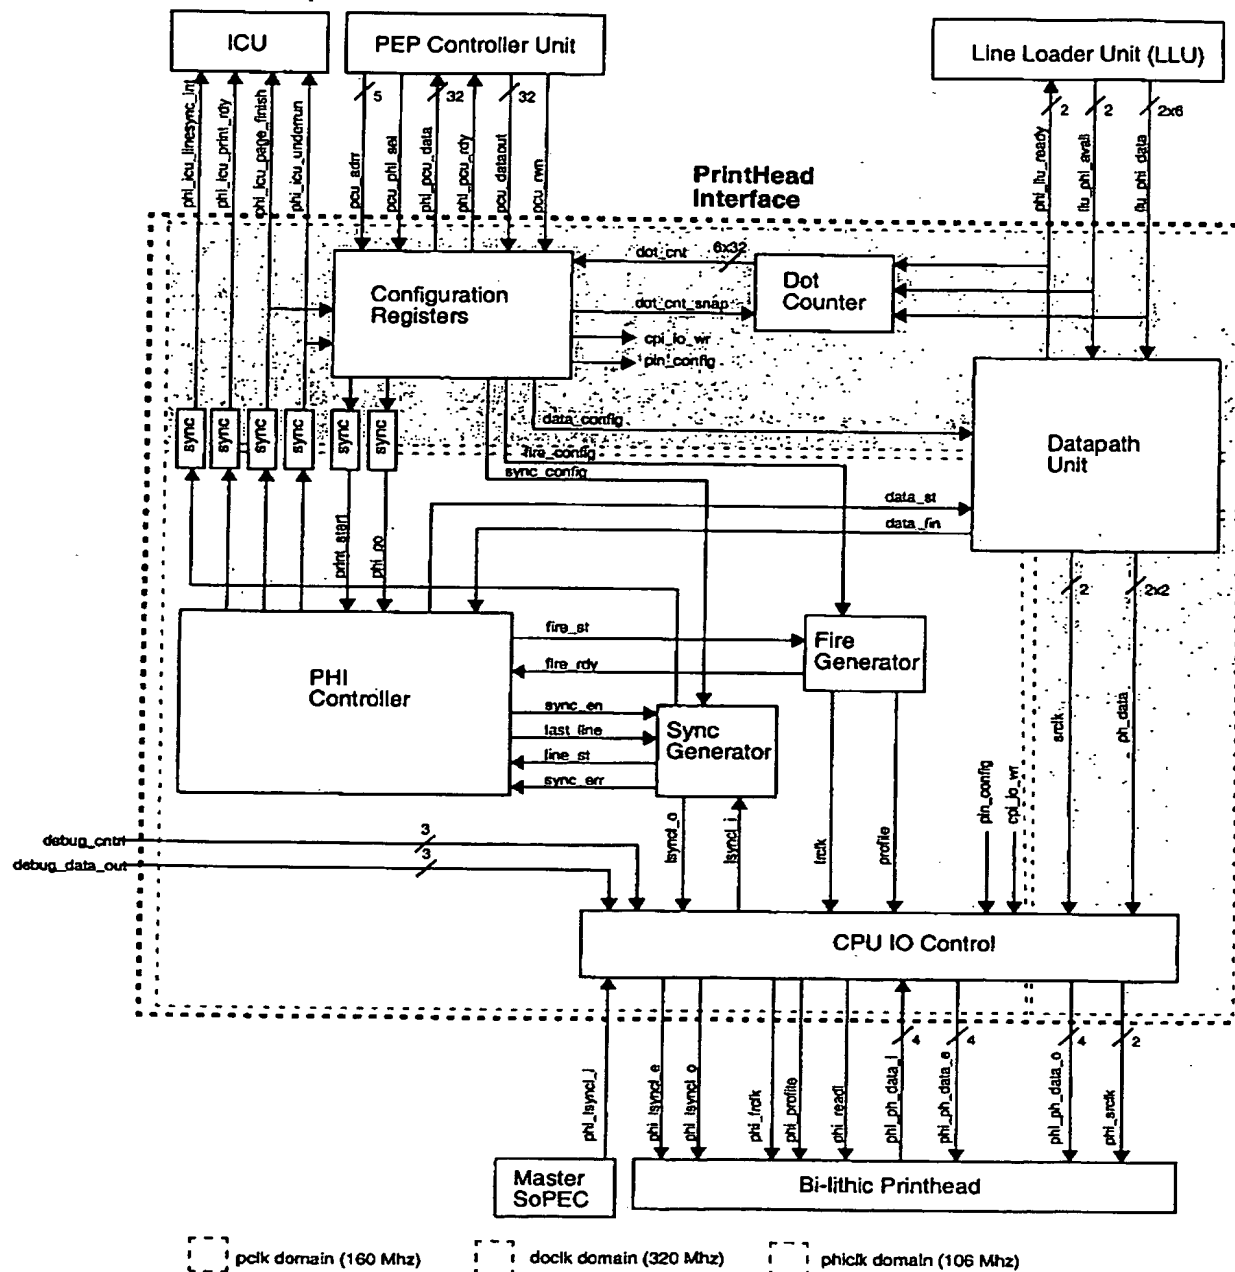 ICU
PEP Controller Unit
Line Loader Unit (LLU)
phi_icu_linesync_int
phi_icu_print_rdy
phi_icu_page_finish
phi_icu_underrun
5
32
32
pcu_adrr
pcu_phi_sel
phi_pcu_data
phi_pcu_rdy
pcu_dataout
pcu_rwn
2
2
2x6
phi_llu_ready
llu_phi_avail
llu_phi_data
PrintHead
Interface
Configuration
Registers
dot_cnt
6x32
dot_cnt_snap
cpi_io_wr
pin_config
Dot
Counter
sync
sync
sync
sync
sync
sync
data_config
fire_config
sync_config
Datapath
Unit
data_st
data_fin
print_start
phi_go
2
2x2
PHI
Controller
fire_st
fire_rdy
sync_en
last_line
line_st
sync_err
Fire
Generator
Sync
Generator
srclk
ph_data
lsyncl_o
lsyncl_i
frclk
profile
pin_config
cpi_io_wr
debug_cntrl
3
debug_data_out
3
CPU IO Control
phi_lsyncl_i
phi_lsyncl_e
phi_lsyncl_o
phi_frclk
phi_profile
phi_readl
phi_ph_data_i
4
phi_ph_data_e
4
phi_ph_data_o
4
phi_srclk
2
Master
SoPEC
Bi-lithic Printhead
pclk domain (160 Mhz)
doclk domain (320 Mhz)
phiclk domain (106 Mhz)